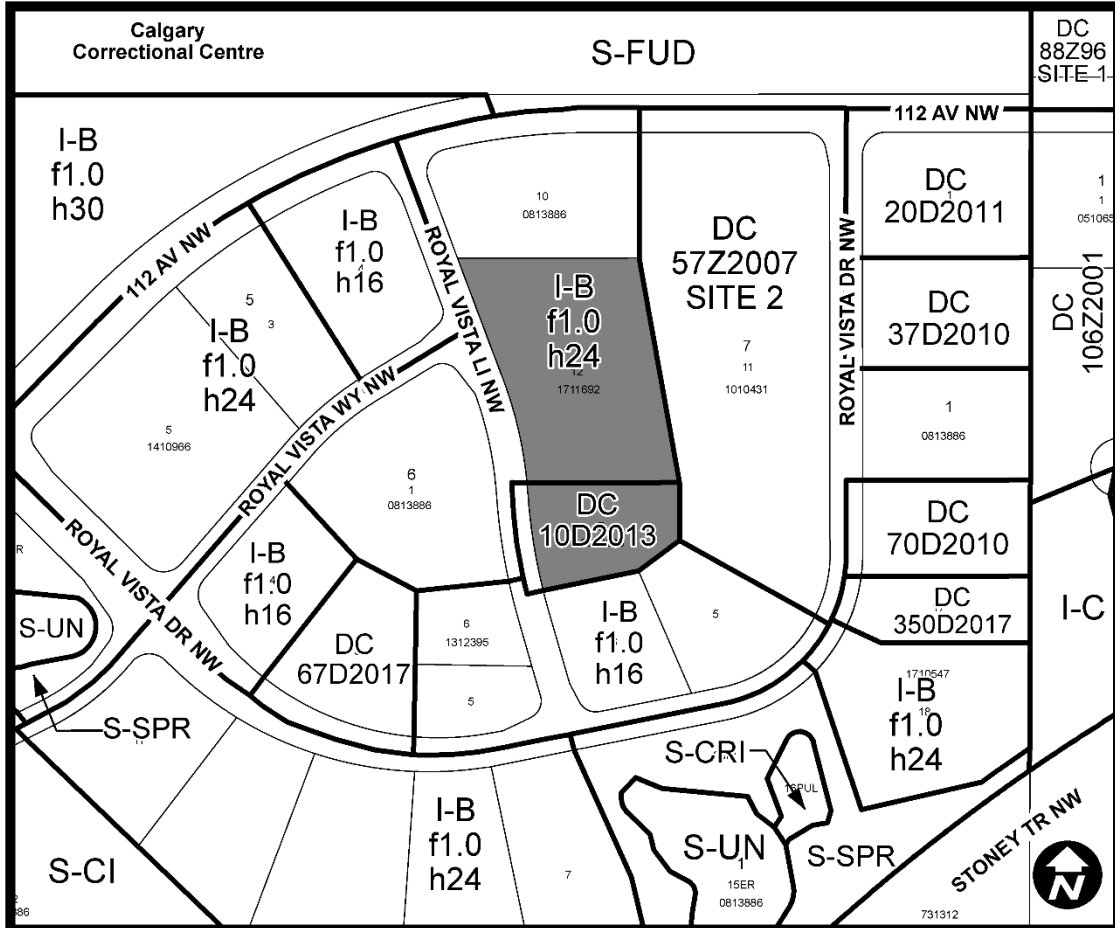 Calgary
Correctional Centre
S-FUD
DC
88Z96
SITE 1
112 AV NW
I-B
f1.0
h30
112 AV NW
I-B
f1.0
h16
ROYAL VISTA LI NW
10
0813886
DC
57Z2007
SITE 2
7
11
1010431
ROYAL VISTA DR NW
DC
20D2011
1
1
DC
106Z2001
5
3
I-B
f1.0
h24
5
1410966
I-B
f1.0
h24
12
1711692
DC
37D2010
1
0813886
ROYAL VISTA WY NW
6
1
0813886
DC
10D2013
DC
70D2010
ROYAL VISTA DR NW
I-B
f1.0
h16
DC
67D2017
6
1312395
5
I-B
f1.0
h16
5
DC
350D2017
I-C
S-UN
S-SPR
1710547
I-B
f1.0
18
h24
S-CRI
S-CI
I-B
f1.0
h24
7
S-UN
1
15ER
0813886
S-SPR
STONEY TR NW
731312
N